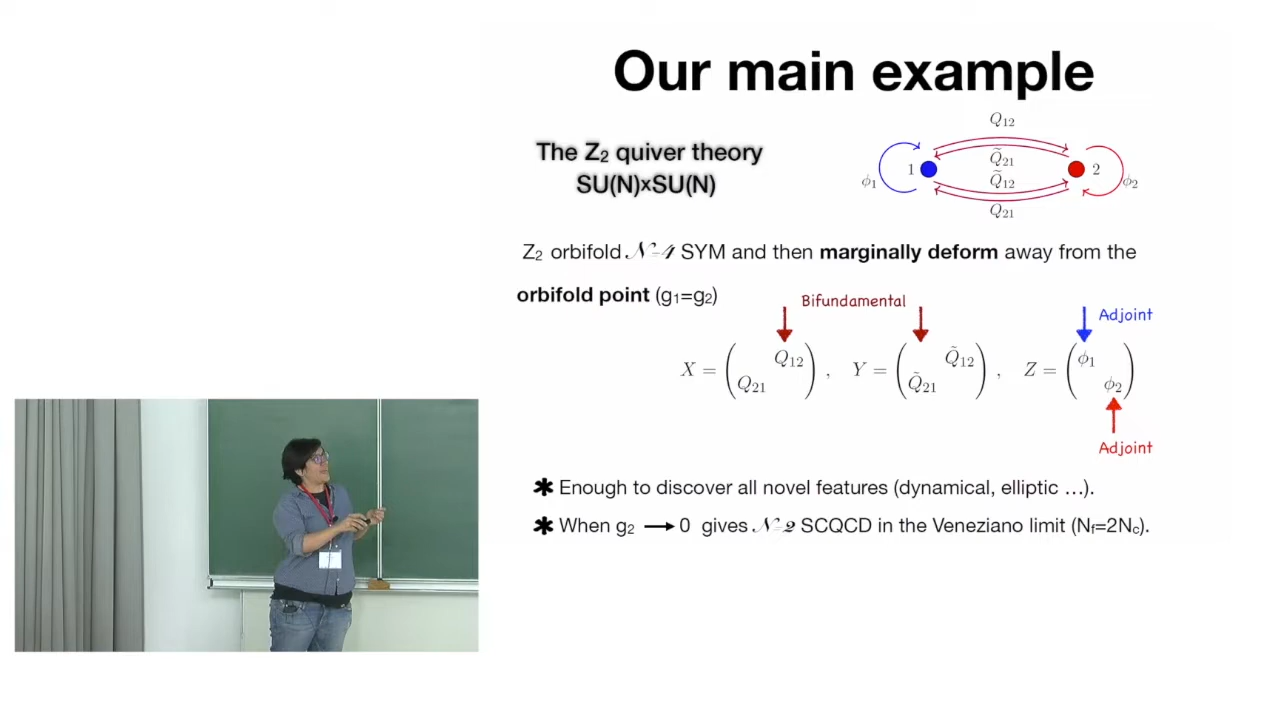 Our main example
The Z₂ quiver theory
SU(N)xSU(N)
Q₁₂
Q̃₂₁
Q̃₁₂
Q₂₁
ϕ₁ 1 2 ϕ₂
Z₂ orbifold 𝒩=4 SYM and then marginally deform away from the
orbifold point (g₁=g₂)
Bifundamental
Adjoint
X = ( Q₁₂ Q₂₁ ) , Y = ( Q̃₁₂ Q̃₂₁ ) , Z = ( ϕ₁ ϕ₂ )
Adjoint
✱ Enough to discover all novel features (dynamical, elliptic …).
✱ When g₂ → 0 gives 𝒩=2 SCQCD in the Veneziano limit (Nf=2Nc).